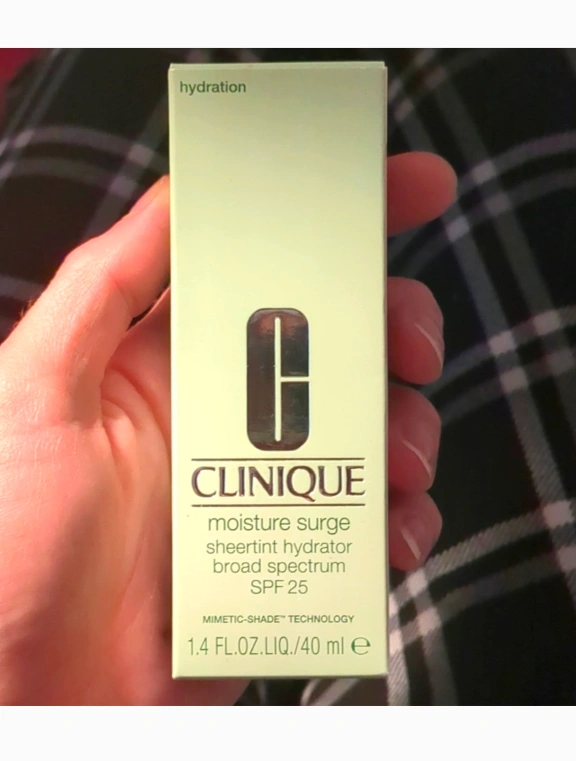 hydration
C
CLINIQUE
moisture surge
sheertint hydrator
broad spectrum
SPF 25
MIMETIC-SHADE™ TECHNOLOGY
1.4 FL.OZ.LIQ./40 ml ℮